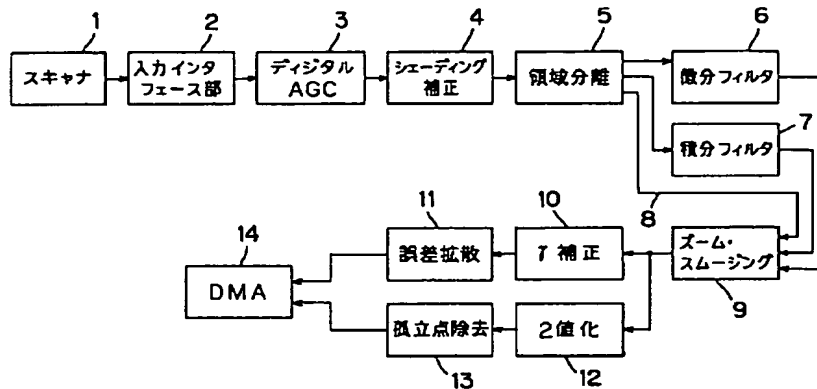 1
2
3
4
5
6
スキャナ
入力インタ
フェース部
ディジタル
AGC
シェーディング
補正
領域分離
微分フィルタ
7
積分フィルタ
8
14
11
10
DMA
誤差拡散
γ 補正
ズーム・
スムージング
9
孤立点除去
2値化
13
12